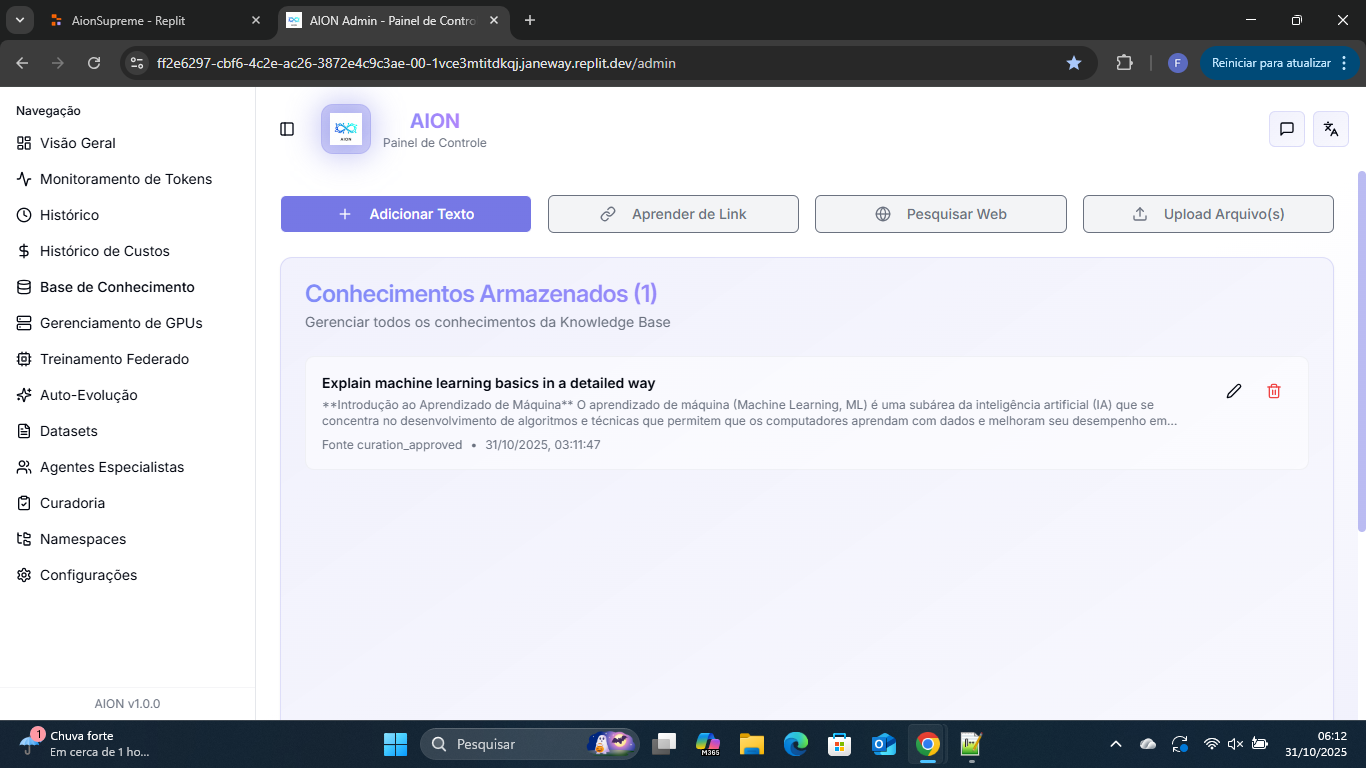 AionSupreme - Replit
AION Admin - Painel de Contro
ff2e6297-cbf6-4c2e-ac26-3872e4c9c3ae-00-1vce3mtitdkqj.janeway.replit.dev/admin
F
Reiniciar para atualizar
Navegação
Visão Geral
Monitoramento de Tokens
Histórico
Histórico de Custos
Base de Conhecimento
Gerenciamento de GPUs
Treinamento Federado
Auto-Evolução
Datasets
Agentes Especialistas
Curadoria
Namespaces
Configurações
AION v1.0.0
AION
AION
Painel de Controle
Adicionar Texto
Aprender de Link
Pesquisar Web
Upload Arquivo(s)
Conhecimentos Armazenados (1)
Gerenciar todos os conhecimentos da Knowledge Base
Explain machine learning basics in a detailed way
**Introdução ao Aprendizado de Máquina** O aprendizado de máquina (Machine Learning, ML) é uma subárea da inteligência artificial (IA) que se
concentra no desenvolvimento de algoritmos e técnicas que permitem que os computadores aprendam com dados e melhoram seu desempenho em...
Fonte curation_approved • 31/10/2025, 03:11:47
1
Chuva forte
Em cerca de 1 ho...
Pesquisar
M365
06:12
31/10/2025